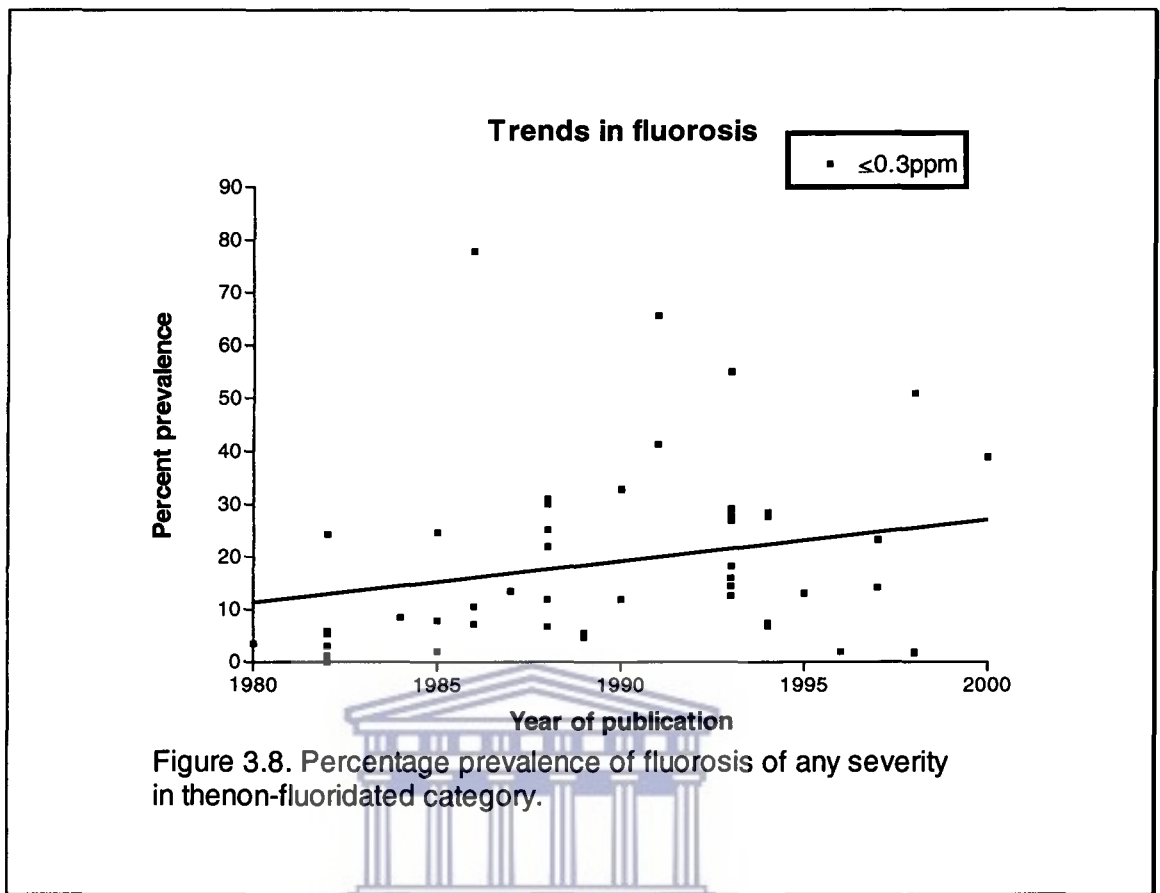 Trends in fluorosis
≤0.3ppm
90
80
70
60
50
40
30
20
10
0
1980 1985 1990 1995 2000
Percent prevalence
Year of publication
Figure 3.8. Percentage prevalence of fluorosis of any severity
in thenon-fluoridated category.